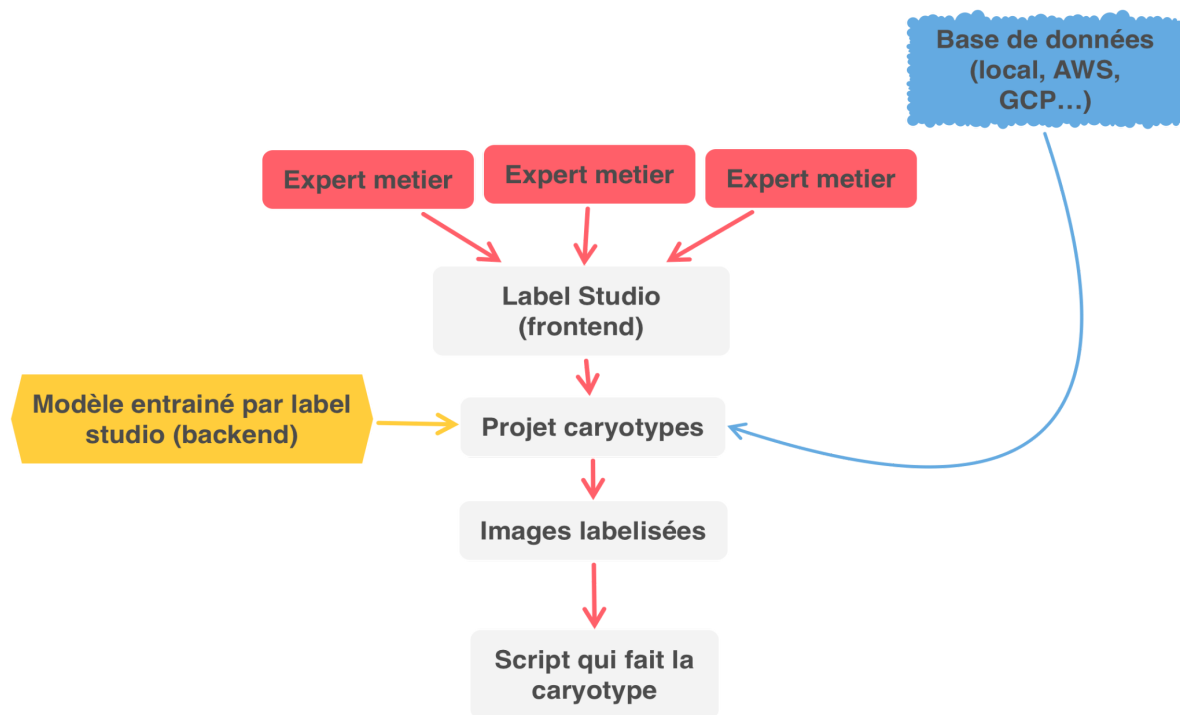 Base de données
(local, AWS,
GCP…)
Expert metier
Expert metier
Expert metier
Label Studio
(frontend)
Modèle entrainé par label
studio (backend)
Projet caryotypes
Images labelisées
Script qui fait la
caryotype